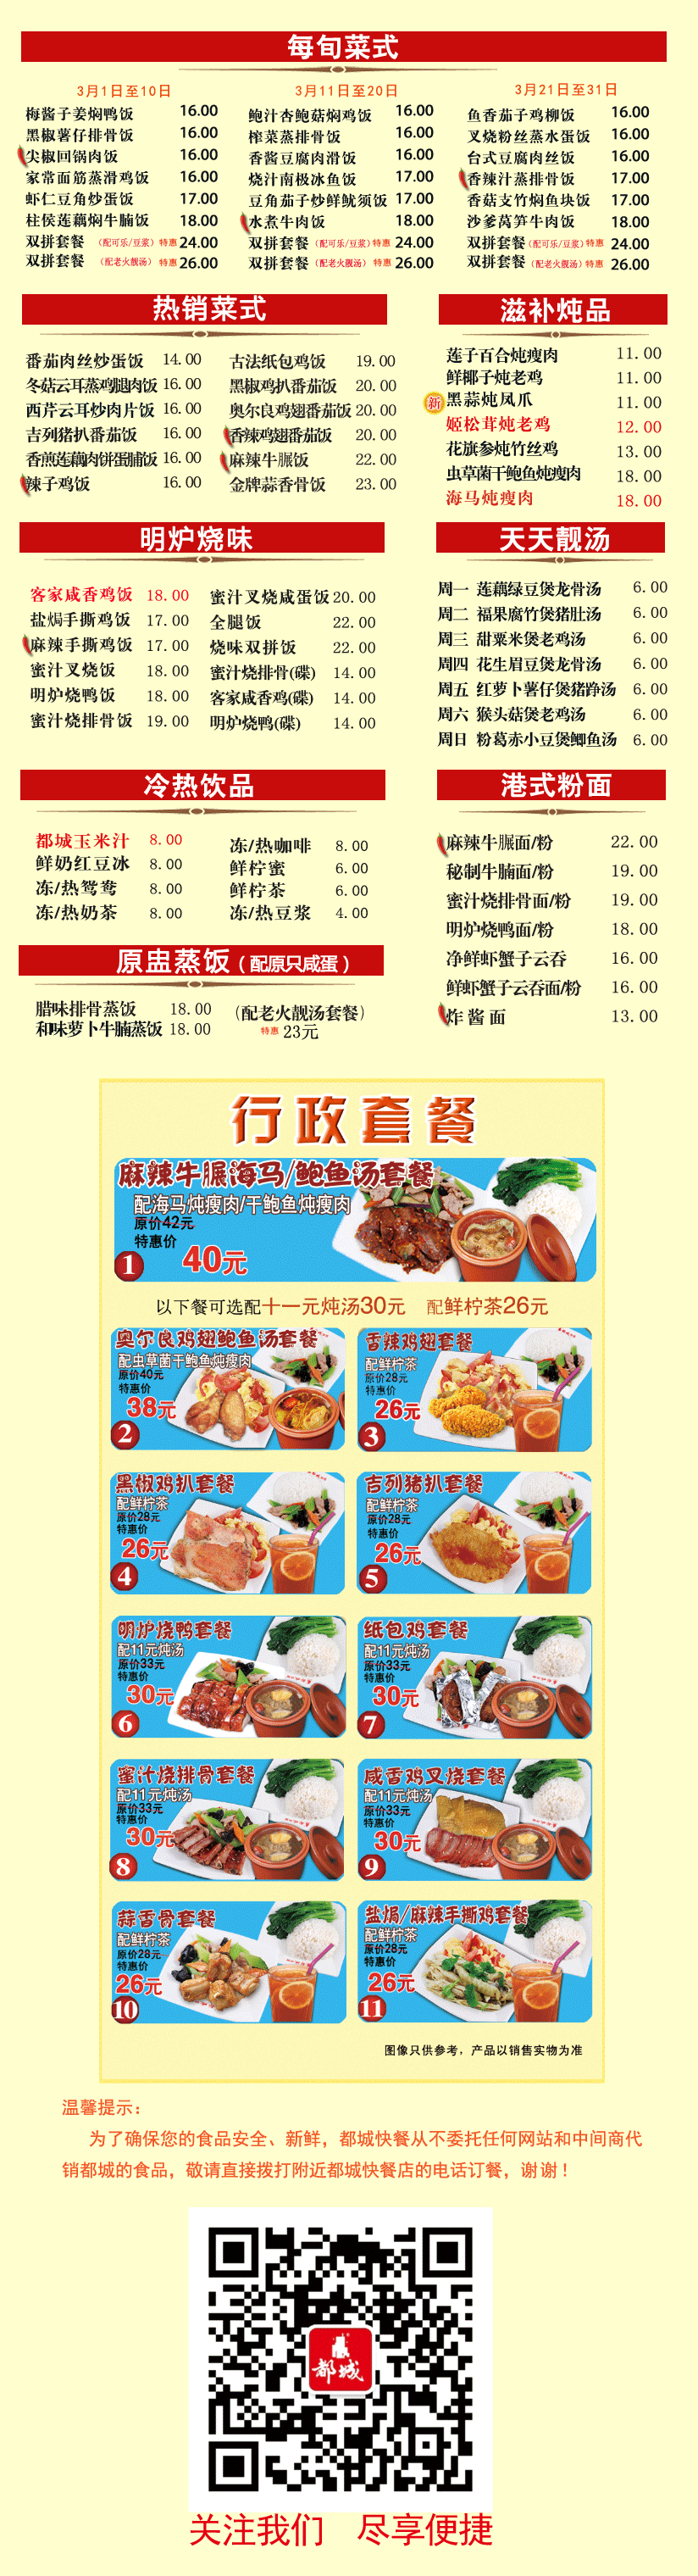 每旬菜式
3月1日至10日
梅酱子姜焖鸭饭 16.00
黑椒薯仔排骨饭 16.00
尖椒回锅肉饭 16.00
家常面筋蒸滑鸡饭 16.00
虾仁豆角炒蛋饭 17.00
柱侯莲藕焖牛腩饭 18.00
双拼套餐 （配可乐/豆浆）特惠 24.00
双拼套餐 （配老火靓汤） 特惠 26.00
3月11日至20日
鲍汁杏鲍菇焖鸡饭 16.00
榨菜蒸排骨饭 16.00
香酱豆腐肉滑饭 16.00
烧汁南极冰鱼饭 17.00
豆角茄子炒鲜鱿须饭 17.00
水煮牛肉饭 18.00
双拼套餐（配可乐/豆浆）特惠 24.00
双拼套餐（配老火靓汤） 特惠 26.00
3月21日至31日
鱼香茄子鸡柳饭 16.00
叉烧粉丝蒸水蛋饭 16.00
台式豆腐肉丝饭 16.00
香辣汁蒸排骨饭 17.00
香菇支竹焖鱼块饭 17.00
沙爹莴笋牛肉饭 18.00
双拼套餐（配可乐/豆浆）特惠 24.00
双拼套餐（配老火靓汤）特惠 26.00
热销菜式
番茄肉丝炒蛋饭 14.00
冬菇云耳蒸鸡腿肉饭 16.00
西芹云耳炒肉片饭 16.00
吉列猪扒番茄饭 16.00
香煎莲藕肉饼蛋脯饭 16.00
辣子鸡饭 16.00
古法纸包鸡饭 19.00
黑椒鸡扒番茄饭 20.00
奥尔良鸡翅番茄饭 20.00
香辣鸡翅番茄饭 20.00
麻辣牛𦟌饭 22.00
金牌蒜香骨饭 23.00
滋补炖品
莲子百合炖瘦肉 11.00
鲜椰子炖老鸡 11.00
新 黑蒜炖凤爪 11.00
姬松茸炖老鸡 12.00
花旗参炖竹丝鸡 13.00
虫草菌干鲍鱼炖瘦肉 18.00
海马炖瘦肉 18.00
明炉烧味
客家咸香鸡饭 18.00
盐焗手撕鸡饭 17.00
麻辣手撕鸡饭 17.00
蜜汁叉烧饭 18.00
明炉烧鸭饭 18.00
蜜汁烧排骨饭 19.00
蜜汁叉烧咸蛋饭 20.00
全腿饭 22.00
烧味双拼饭 22.00
蜜汁烧排骨(碟) 14.00
客家咸香鸡(碟) 14.00
明炉烧鸭(碟) 14.00
天天靓汤
周一 莲藕绿豆煲龙骨汤 6.00
周二 福果腐竹煲猪肚汤 6.00
周三 甜粟米煲老鸡汤 6.00
周四 花生眉豆煲龙骨汤 6.00
周五 红萝卜薯仔煲猪踭汤 6.00
周六 猴头菇煲老鸡汤 6.00
周日 粉葛赤小豆煲鲫鱼汤 6.00
冷热饮品
都城玉米汁 8.00
鲜奶红豆冰 8.00
冻/热鸳鸯 8.00
冻/热奶茶 8.00
冻/热咖啡 8.00
鲜柠蜜 6.00
鲜柠茶 6.00
冻/热豆浆 4.00
港式粉面
麻辣牛𦟌面/粉 22.00
秘制牛腩面/粉 19.00
蜜汁烧排骨面/粉 19.00
明炉烧鸭面/粉 18.00
净鲜虾蟹子云吞 16.00
鲜虾蟹子云吞面/粉 16.00
炸酱面 13.00
原盅蒸饭（配原只咸蛋）
腊味排骨蒸饭 18.00
和味萝卜牛腩蒸饭 18.00
（配老火靓汤套餐）
特惠 23元
行政套餐
麻辣牛𦟌海马/鲍鱼汤套餐
配海马炖瘦肉/干鲍鱼炖瘦肉
原价42元
特惠价
1 40元
以下餐可选配十一元炖汤30元 配鲜柠茶26元
奥尔良鸡翅鲍鱼汤套餐
配虫草菌干鲍鱼炖瘦肉
原价40元
特惠价
38元
2
香辣鸡翅套餐
配鲜柠茶
原价28元
特惠价
26元
3
黑椒鸡扒套餐
配鲜柠茶
原价28元
特惠价
26元
4
吉列猪扒套餐
配鲜柠茶
原价28元
特惠价
26元
5
明炉烧鸭套餐
配11元炖汤
原价33元
特惠价
30元
6
纸包鸡套餐
配11元炖汤
原价33元
特惠价
30元
7
蜜汁烧排骨套餐
配11元炖汤
原价33元
特惠价
30元
8
咸香鸡叉烧套餐
配11元炖汤
原价33元
特惠价
30元
9
蒜香骨套餐
配鲜柠茶
原价28元
特惠价
26元
10
盐焗/麻辣手撕鸡套餐
配鲜柠茶
原价28元
特惠价
26元
11
图像只供参考，产品以销售实物为准
温馨提示：
为了确保您的食品安全、新鲜，都城快餐从不委托任何网站和中间商代
销都城的食品，敬请直接拨打附近都城快餐店的电话订餐，谢谢！
都城
关注我们 尽享便捷